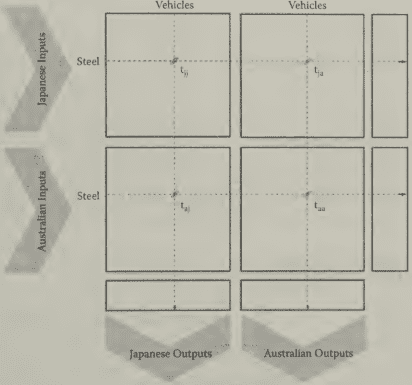 Vehicles Vehicles
Japanese Inputs
Steel
t_jj t_ja
Australian Inputs
Steel
t_aj t_aa
Japanese Outputs Australian Outputs